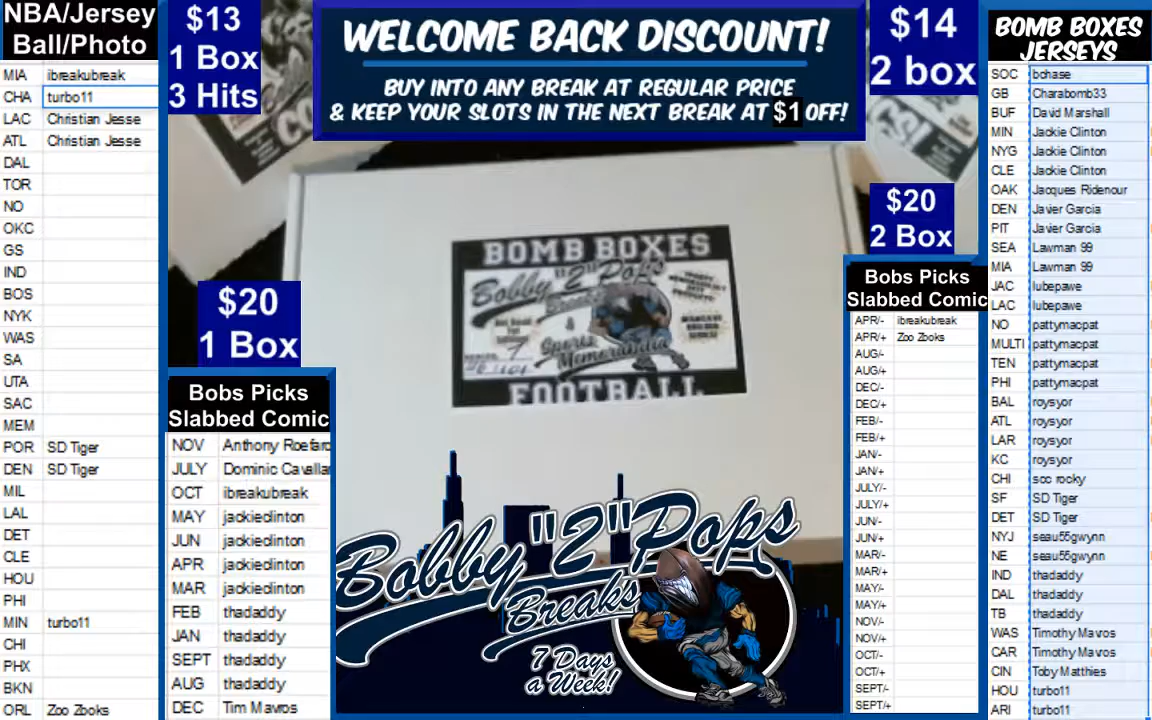 NBA/Jersey
Ball/Photo
MIA ibreakubreak
CHA turbo11
LAC Christian Jesse
ATL Christian Jesse
DAL
TOR
NO
OKC
GS
IND
BOS
NYK
WAS
SA
UTA
SAC
MEM
POR SD Tiger
DEN SD Tiger
MIL
LAL
DET
CLE
HOU
PHI
MIN turbo11
CHI
PHX
BKN
ORL Zoo Zboks
$13
1 Box
3 Hits
WELCOME BACK DISCOUNT!
BUY INTO ANY BREAK AT REGULAR PRICE
& KEEP YOUR SLOTS IN THE NEXT BREAK AT $1 OFF!
$14
2 box
$20
2 Box
$20
1 Box
BOMB BOXES
Bobby "2" Pops
&
Sports
Memorabilia
FOOTBALL
Bobs Picks
Slabbed Comic
NOV Anthony Roefaro
JULY Dominic Cavallar
OCT ibreakubreak
MAY jackieclinton
JUN jackieclinton
APR jackieclinton
MAR jackieclinton
FEB thadaddy
JAN thadaddy
SEPT thadaddy
AUG thadaddy
DEC Tim Mavros
Bobby "2" Pops
Breaks
7 Days
a Week!
Bobs Picks
Slabbed Comic
APR/- ibreakubreak
APR/+ Zoo Zboks
AUG/-
AUG/+
DEC/-
DEC/+
FEB/-
FEB/+
JAN/-
JAN/+
JULY/-
JULY/+
JUN/-
JUN/+
MAR/-
MAR/+
MAY/-
MAY/+
NOV/-
NOV/+
OCT/-
OCT/+
SEPT/-
SEPT/+
BOMB BOXES
JERSEYS
SOC bchase
GB Charabomb33
BUF David Marshall
MIN Jackie Clinton
NYG Jackie Clinton
CLE Jackie Clinton
OAK Jacques Ridenour
DEN Javier Garcia
PIT Javier Garcia
SEA Lawman 99
MIA Lawman 99
JAC lubepawe
LAC lubepawe
NO pattymacpat
MULTI pattymacpat
TEN pattymacpat
PHI pattymacpat
BAL roysyor
ATL roysyor
LAR roysyor
KC roysyor
CHI scc rocky
SF SD Tiger
DET SD Tiger
NYJ seau55gwynn
NE seau55gwynn
IND thadaddy
DAL thadaddy
TB thadaddy
WAS Timothy Mavros
CAR Timothy Mavros
CIN Toby Matthies
HOU turbo11
ARI turbo11